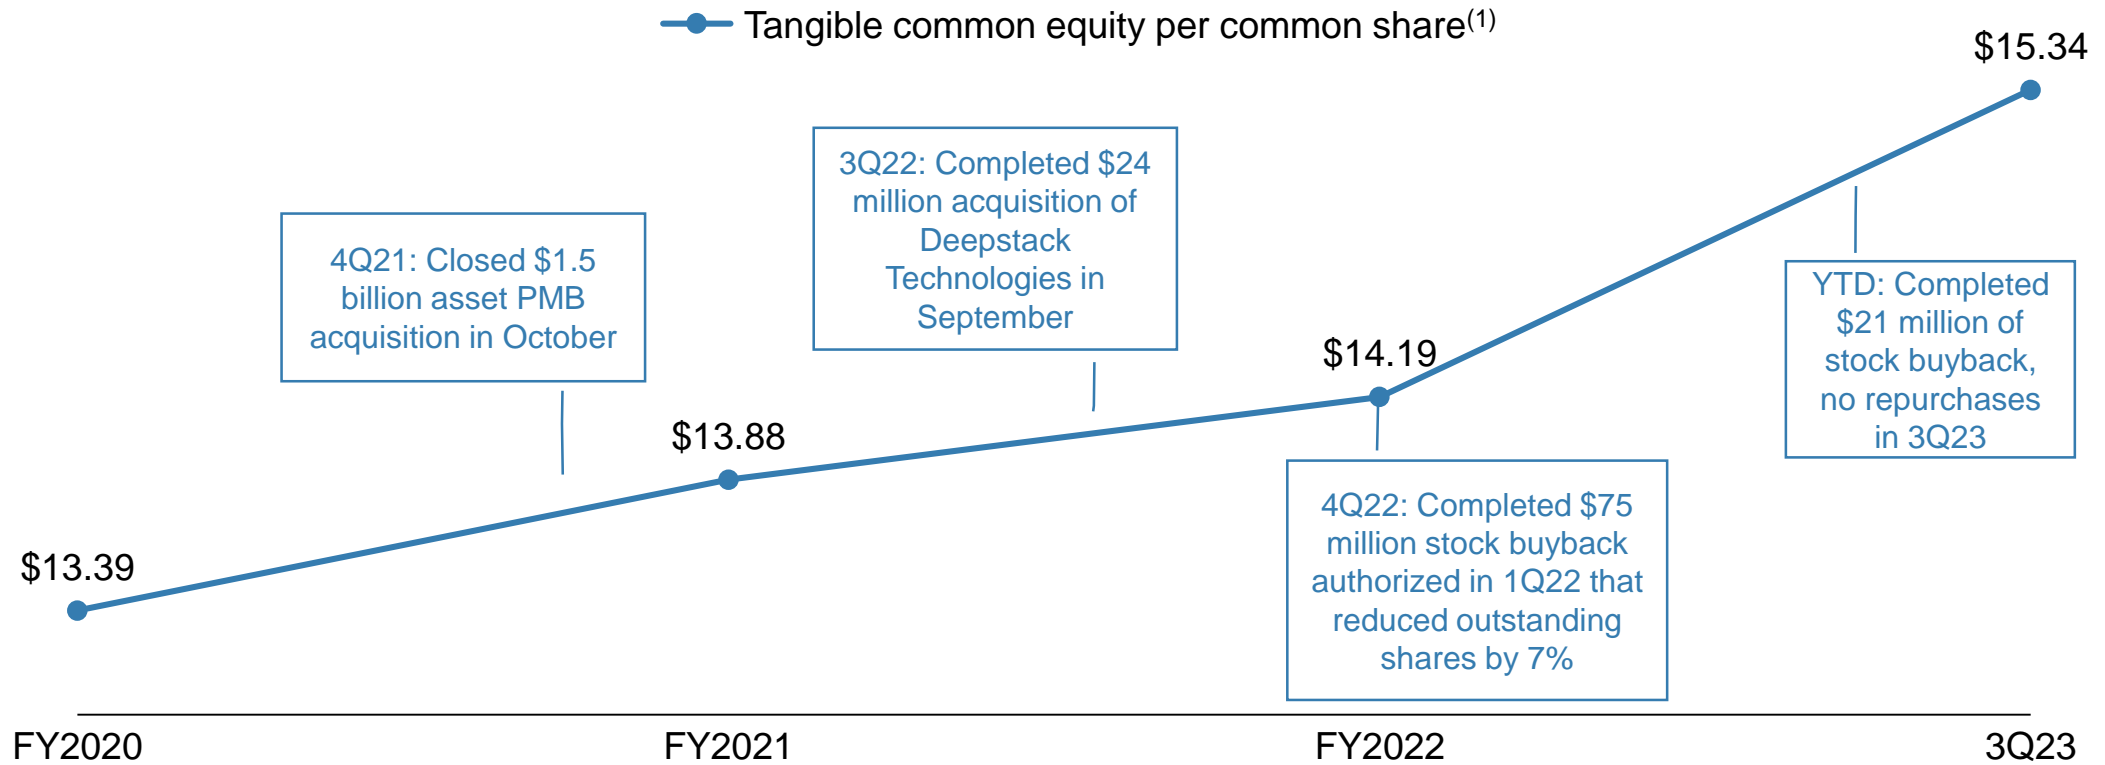 Tangible common equity per common share(1)
$15.34
3Q22: Completed $24
million acquisition of
Deepstack
Technologies in
September
4Q21: Closed $1.5
billion asset PMB
acquisition in October
YTD: Completed
$21 million of
stock buyback,
no repurchases
in 3Q23
$14.19
$13.88
4Q22: Completed $75
million stock buyback
authorized in 1Q22 that
reduced outstanding
shares by 7%
$13.39
FY2020
FY2021
FY2022
3Q23